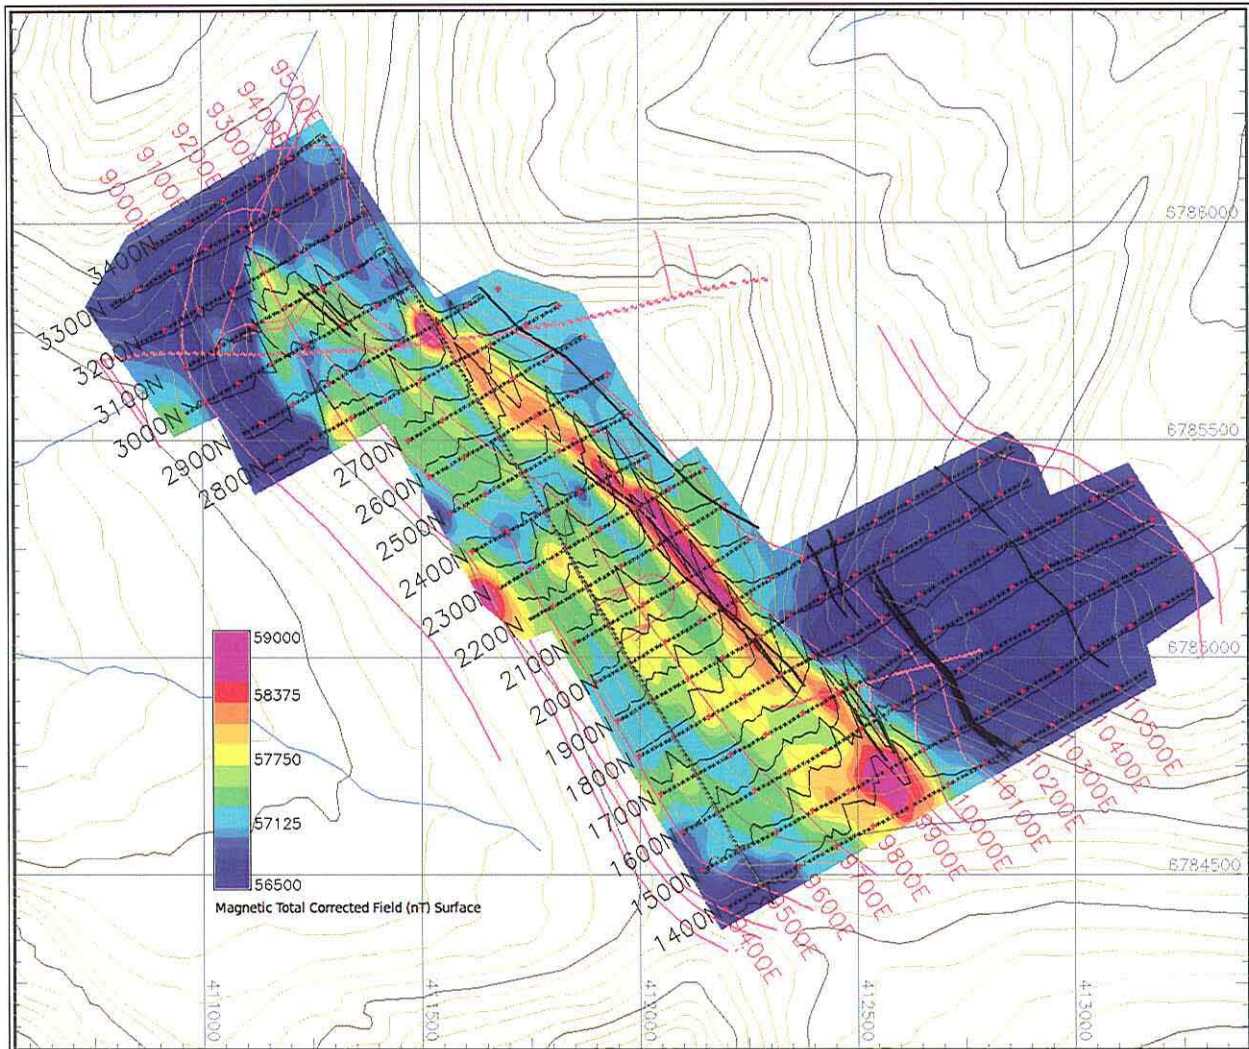 9500E
9400E
9300E
9200E
9100E
9000E
6786000
3400N
3300N
3200N
3100N
3000N
2900N
2800N
2700N
2600N
2500N
2400N
2300N
2200N
2100N
2000N
1900N
1800N
1700N
1600N
1500N
1400N
6785500
6785000
6784500
59000
58375
57750
57125
56500
Magnetic Total Corrected Field (nT) Surface
10500E
10400E
10300E
10200E
10100E
10000E
9900E
9800E
9700E
9600E
9500E
9400E
411000
411500
412000
412500
413000